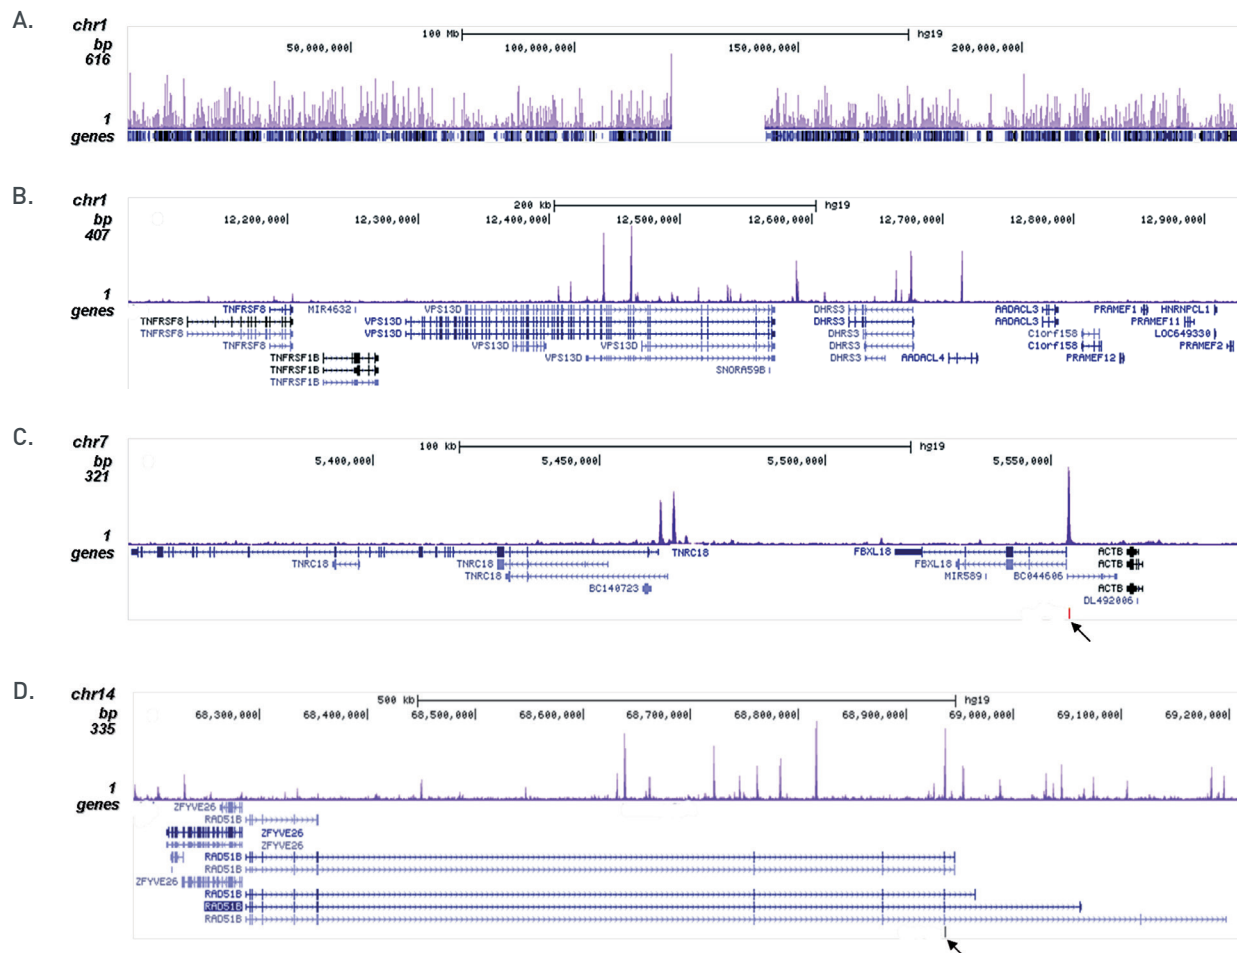 A.
chr1
bp
616
1
genes
100 Mb hg19
50,000,000 100,000,000 150,000,000 200,000,000
B.
chr1
bp
407
1
genes
200 kb hg19
12,200,000 12,300,000 12,400,000 12,500,000 12,600,000 12,700,000 12,800,000 12,900,000
TNFRSF8 MIR4632 VPS13D DHRS3 AADACL3 PRAMEF1 HNRNPCL1
TNFRSF8 VPS13D DHRS3 AADACL3 PRAMEF11
TNFRSF8 DHRS3 C1orf158 LOC649330
TNFRSF8 VPS13D VPS13D DHRS3 C1orf158 PRAMEF2
TNFRSF1B VPS13D DHRS3 AADACL4 PRAMEF12
TNFRSF1B SNORA59B
TNFRSF1B
C.
chr7
bp
321
1
genes
100 kb hg19
5,400,000 5,450,000 5,500,000 5,550,000
TNRC18 FBXL18 ACTB
TNRC18 TNRC18 FBXL18 ACTB
TNRC18 MIR589 BC044606
BC140723 ACTB
DL492006
D.
chr14
bp
335
1
genes
500 kb hg19
68,300,000 68,400,000 68,500,000 68,600,000 68,700,000 68,800,000 68,900,000 69,000,000 69,100,000 69,200,000
ZFYVE26
RAD51B
ZFYVE26
ZFYVE26
RAD51B
RAD51B
ZFYVE26
RAD51B
RAD51B
RAD51B